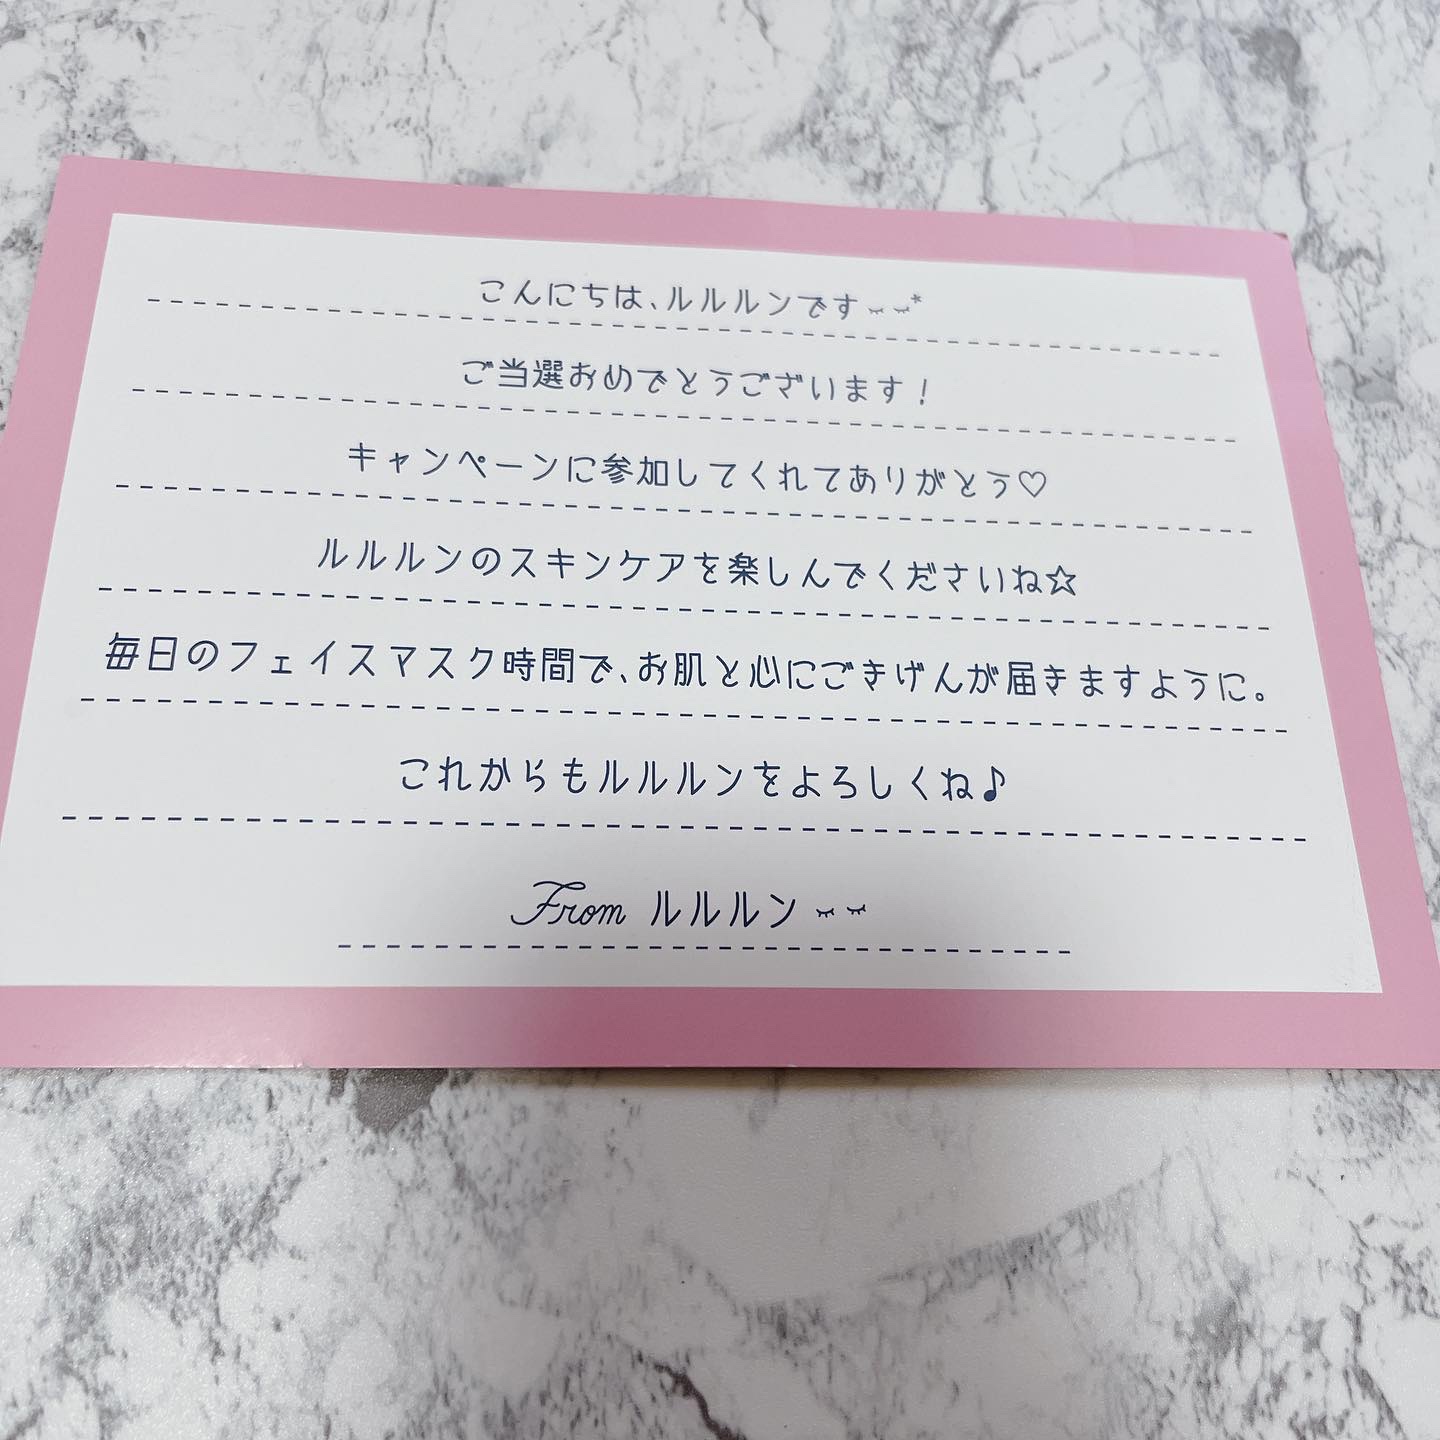 こんにちは、ルルルンです
ご当選おめでとうございます！
キャンペーンに参加してくれてありがとう♡
ルルルンのスキンケアを楽しんでくださいね☆
毎日のフェイスマスク時間で、お肌と心にごきげんが届きますように。
これからもルルルンをよろしくね♪
From ルルルン